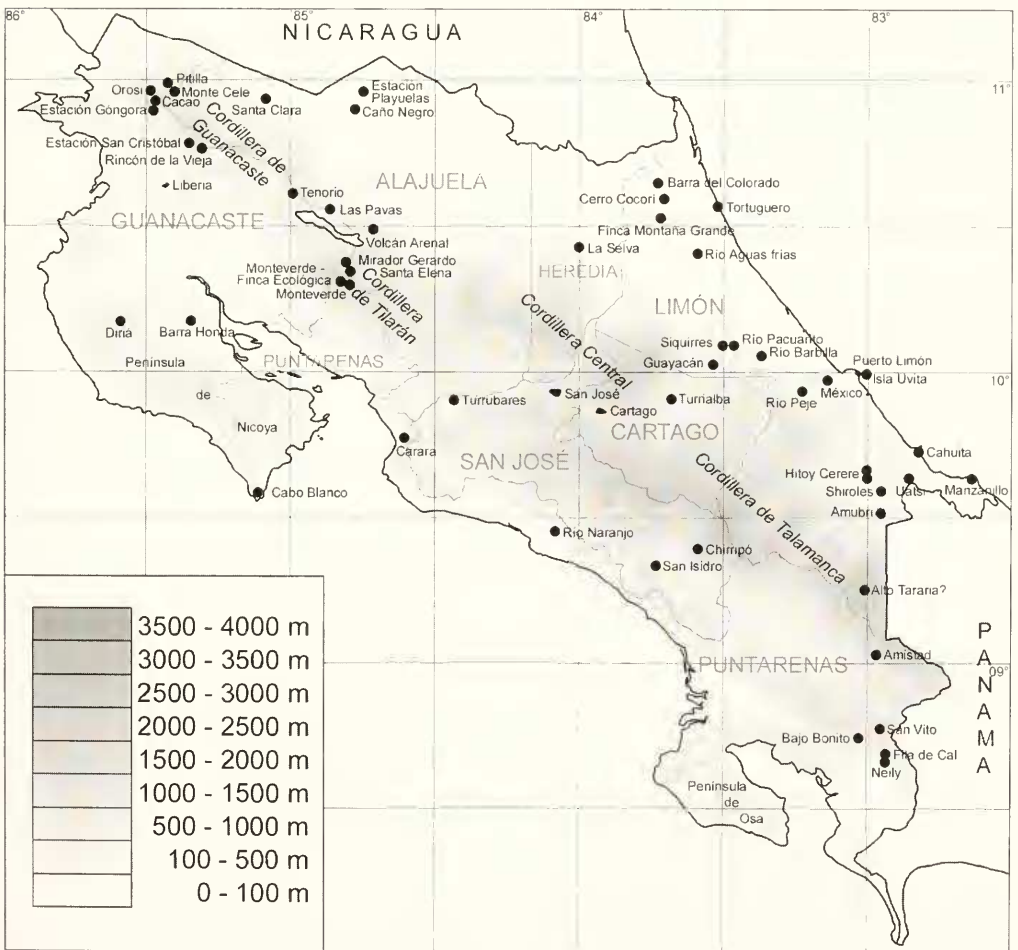 86°
85°
84°
83°
NICARAGUA
11°
Pitilla
Orosi
Monte Cele
Cacao
Estación Góngora
Santa Clara
Estación
Playuelas
Caño Negro
Cordillera de
Guanacaste
Estación San Cristóbal
Rincón de la Vieja
Liberia
Tenorio
ALAJUELA
Las Pavas
GUANACASTE
Volcán Arenal
Barra del Colorado
Cerro Cocorí
Tortuguero
Finca Montaña Grande
La Selva
Río Aguas frias
HEREDIA
Mirador Gerardo
Monteverde -
Finca Ecológica
Santa Elena
Monteverde
Cordillera
de Tilarán
Cordillera Central
LIMÓN
Diriá
Barra Honda
Península
de
Nicoya
PUNTARENAS
Siquirres
Río Pacuarito
Río Barbilla
Guayacán
Puerto Limón
Isla Uvita
10°
México
Río Peje
Turrubares
San José
Cartago
Turrialba
CARTAGO
Carara
SAN JOSÉ
Cabo Blanco
Cordillera de Talamanca
Cahuita
Hitoy Cerere
Shiroles
Uatsi
Manzanillo
Amubri
Río Naranjo
Chirripó
San Isidro
Alto Tararia?
PANAMA
Amistad
09°
PUNTARENAS
San Vito
Bajo Bonito
Fila de Cal
Neily
Península
de
Osa
3500 - 4000 m
3000 - 3500 m
2500 - 3000 m
2000 - 2500 m
1500 - 2000 m
1000 - 1500 m
500 - 1000 m
100 - 500 m
0 - 100 m